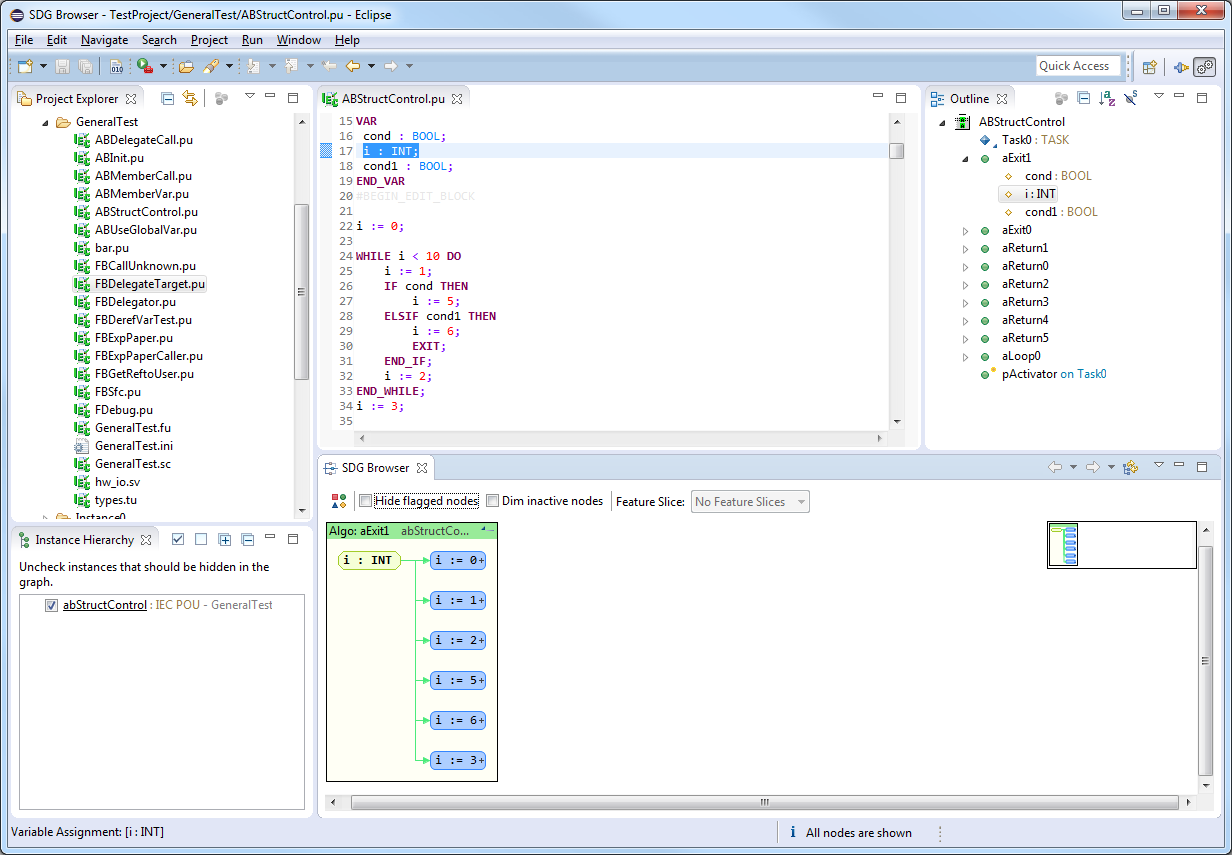 SDG Browser - TestProject/GeneralTest/ABStructControl.pu - Eclipse
File Edit Navigate Search Project Run Window Help
Quick Access
Project Explorer
GeneralTest
ABDelegateCall.pu
ABInit.pu
ABMemberCall.pu
ABMemberVar.pu
ABStructControl.pu
ABUseGlobalVar.pu
bar.pu
FBCallUnknown.pu
FBDelegateTarget.pu
FBDelegator.pu
FBDerefVarTest.pu
FBExpPaper.pu
FBExpPaperCaller.pu
FBGetReftoUser.pu
FBSfc.pu
FDebug.pu
GeneralTest.fu
GeneralTest.ini
GeneralTest.sc
hw_io.sv
types.tu
Instance0
ABStructControl.pu
15 VAR
16 cond : BOOL;
17 i : INT;
18 cond1 : BOOL;
19 END_VAR
20 #BEGIN_EDIT_BLOCK
21
22 i := 0;
23
24 WHILE i < 10 DO
25 i := 1;
26 IF cond THEN
27 i := 5;
28 ELSIF cond1 THEN
29 i := 6;
30 EXIT;
31 END_IF;
32 i := 2;
33 END_WHILE;
34 i := 3;
35
Outline
ABStructControl
Task0 : TASK
aExit1
cond : BOOL
i : INT
cond1 : BOOL
aExit0
aReturn1
aReturn0
aReturn2
aReturn3
aReturn4
aReturn5
aLoop0
pActivator on Task0
Instance Hierarchy
Uncheck instances that should be hidden in the
graph.
abStructControl : IEC POU - GeneralTest
SDG Browser
Hide flagged nodes Dim inactive nodes Feature Slice: No Feature Slices
Algo: aExit1 abStructCo...
i : INT i := 0+
i := 1+
i := 2+
i := 5+
i := 6+
i := 3+
Variable Assignment: [i : INT]
All nodes are shown